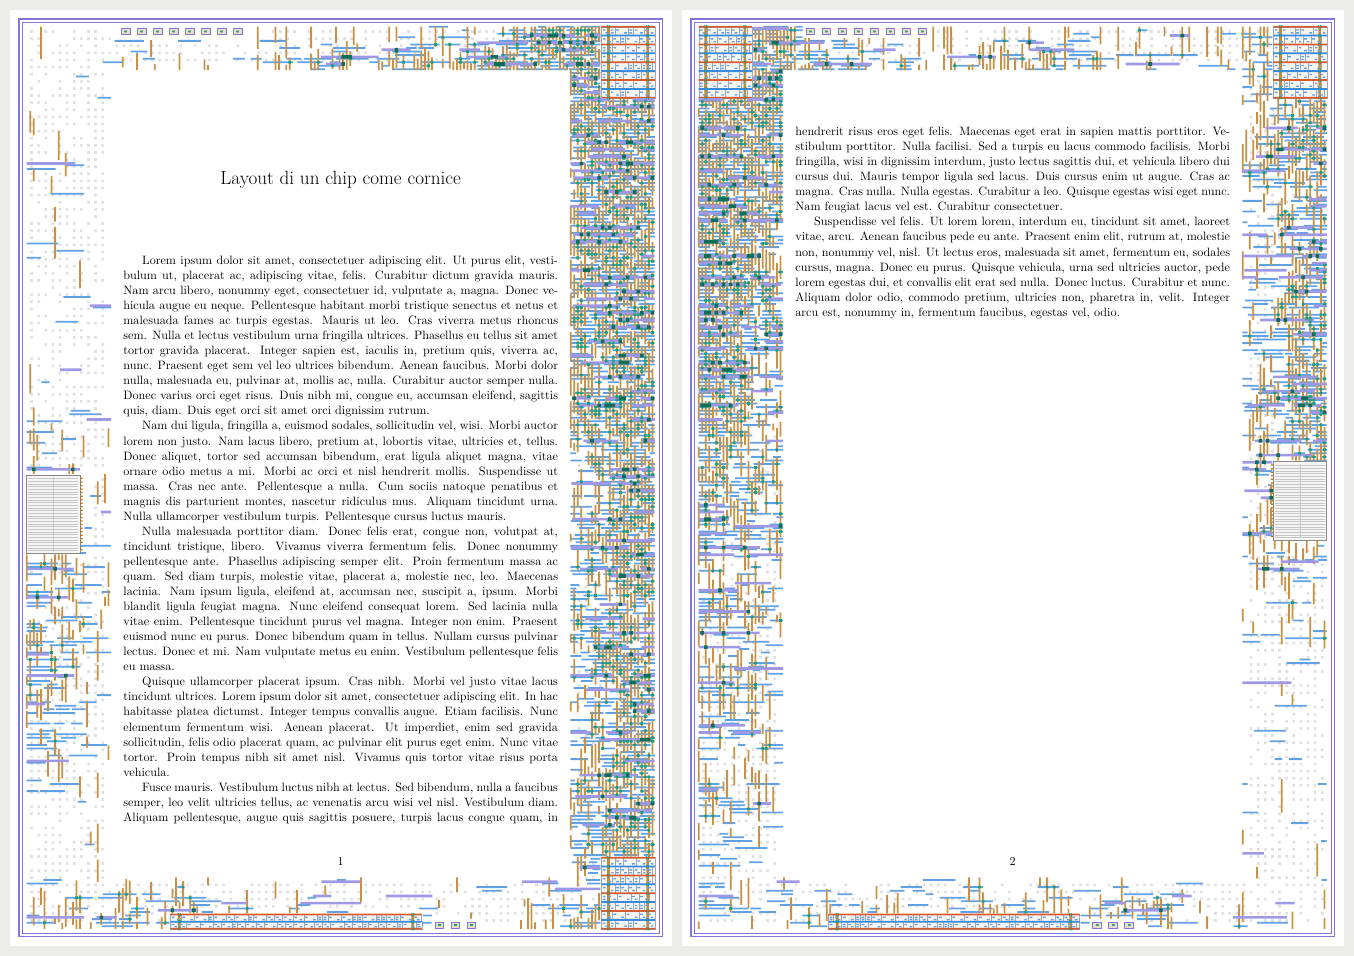 Layout di un chip come cornice
Lorem ipsum dolor sit amet, consectetuer adipiscing elit. Ut purus elit, vesti-
bulum ut, placerat ac, adipiscing vitae, felis. Curabitur dictum gravida mauris.
Nam arcu libero, nonummy eget, consectetuer id, vulputate a, magna. Donec ve-
hicula augue eu neque. Pellentesque habitant morbi tristique senectus et netus et
malesuada fames ac turpis egestas. Mauris ut leo. Cras viverra metus rhoncus
sem. Nulla et lectus vestibulum urna fringilla ultrices. Phasellus eu tellus sit amet
tortor gravida placerat. Integer sapien est, iaculis in, pretium quis, viverra ac,
nunc. Praesent eget sem vel leo ultrices bibendum. Aenean faucibus. Morbi dolor
nulla, malesuada eu, pulvinar at, mollis ac, nulla. Curabitur auctor semper nulla.
Donec varius orci eget risus. Duis nibh mi, congue eu, accumsan eleifend, sagittis
quis, diam. Duis eget orci sit amet orci dignissim rutrum.
Nam dui ligula, fringilla a, euismod sodales, sollicitudin vel, wisi. Morbi auctor
lorem non justo. Nam lacus libero, pretium at, lobortis vitae, ultricies et, tellus.
Donec aliquet, tortor sed accumsan bibendum, erat ligula aliquet magna, vitae
ornare odio metus a mi. Morbi ac orci et nisl hendrerit mollis. Suspendisse ut
massa. Cras nec ante. Pellentesque a nulla. Cum sociis natoque penatibus et
magnis dis parturient montes, nascetur ridiculus mus. Aliquam tincidunt urna.
Nulla ullamcorper vestibulum turpis. Pellentesque cursus luctus mauris.
Nulla malesuada porttitor diam. Donec felis erat, congue non, volutpat at,
tincidunt tristique, libero. Vivamus viverra fermentum felis. Donec nonummy
pellentesque ante. Phasellus adipiscing semper elit. Proin fermentum massa ac
quam. Sed diam turpis, molestie vitae, placerat a, molestie nec, leo. Maecenas
lacinia. Nam ipsum ligula, eleifend at, accumsan nec, suscipit a, ipsum. Morbi
blandit ligula feugiat magna. Nunc eleifend consequat lorem. Sed lacinia nulla
vitae enim. Pellentesque tincidunt purus vel magna. Integer non enim. Praesent
euismod nunc eu purus. Donec bibendum quam in tellus. Nullam cursus pulvinar
lectus. Donec et mi. Nam vulputate metus eu enim. Vestibulum pellentesque felis
eu massa.
Quisque ullamcorper placerat ipsum. Cras nibh. Morbi vel justo vitae lacus
tincidunt ultrices. Lorem ipsum dolor sit amet, consectetuer adipiscing elit. In hac
habitasse platea dictumst. Integer tempus convallis augue. Etiam facilisis. Nunc
elementum fermentum wisi. Aenean placerat. Ut imperdiet, enim sed gravida
sollicitudin, felis odio placerat quam, ac pulvinar elit purus eget enim. Nunc vitae
tortor. Proin tempus nibh sit amet nisl. Vivamus quis tortor vitae risus porta
vehicula.
Fusce mauris. Vestibulum luctus nibh at lectus. Sed bibendum, nulla a faucibus
semper, leo velit ultricies tellus, ac venenatis arcu wisi vel nisl. Vestibulum diam.
Aliquam pellentesque, augue quis sagittis posuere, turpis lacus congue quam, in
1
hendrerit risus eros eget felis. Maecenas eget erat in sapien mattis porttitor. Ve-
stibulum porttitor. Nulla facilisi. Sed a turpis eu lacus commodo facilisis. Morbi
fringilla, wisi in dignissim interdum, justo lectus sagittis dui, et vehicula libero dui
cursus dui. Mauris tempor ligula sed lacus. Duis cursus enim ut augue. Cras ac
magna. Cras nulla. Nulla egestas. Curabitur a leo. Quisque egestas wisi eget nunc.
Nam feugiat lacus vel est. Curabitur consectetuer.
Suspendisse vel felis. Ut lorem lorem, interdum eu, tincidunt sit amet, laoreet
vitae, arcu. Aenean faucibus pede eu ante. Praesent enim elit, rutrum at, molestie
non, nonummy vel, nisl. Ut lectus eros, malesuada sit amet, fermentum eu, sodales
cursus, magna. Donec eu purus. Quisque vehicula, urna sed ultricies auctor, pede
lorem egestas dui, et convallis elit erat sed nulla. Donec luctus. Curabitur et nunc.
Aliquam dolor odio, commodo pretium, ultricies non, pharetra in, velit. Integer
arcu est, nonummy in, fermentum faucibus, egestas vel, odio.
2